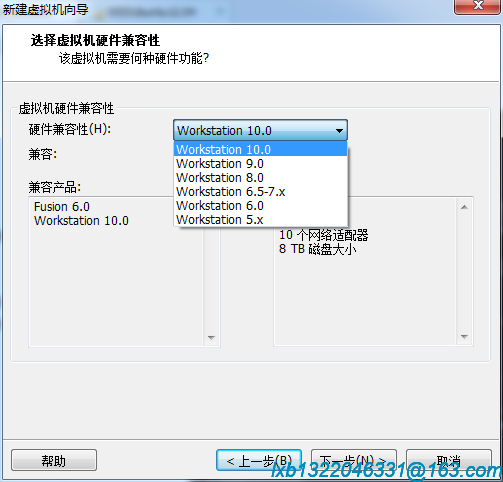 新建虚拟机向导
选择虚拟机硬件兼容性
该虚拟机需要何种硬件功能?
虚拟机硬件兼容性
硬件兼容性(H):
Workstation 10.0
Workstation 10.0
Workstation 9.0
Workstation 8.0
Workstation 6.5-7.x
Workstation 6.0
Workstation 5.x
兼容:
兼容产品:
Fusion 6.0
Workstation 10.0
10 个网络适配器
8 TB 磁盘大小
帮助
< 上一步(B)
下一步(N) >
取消
lxb1322046331@163.com